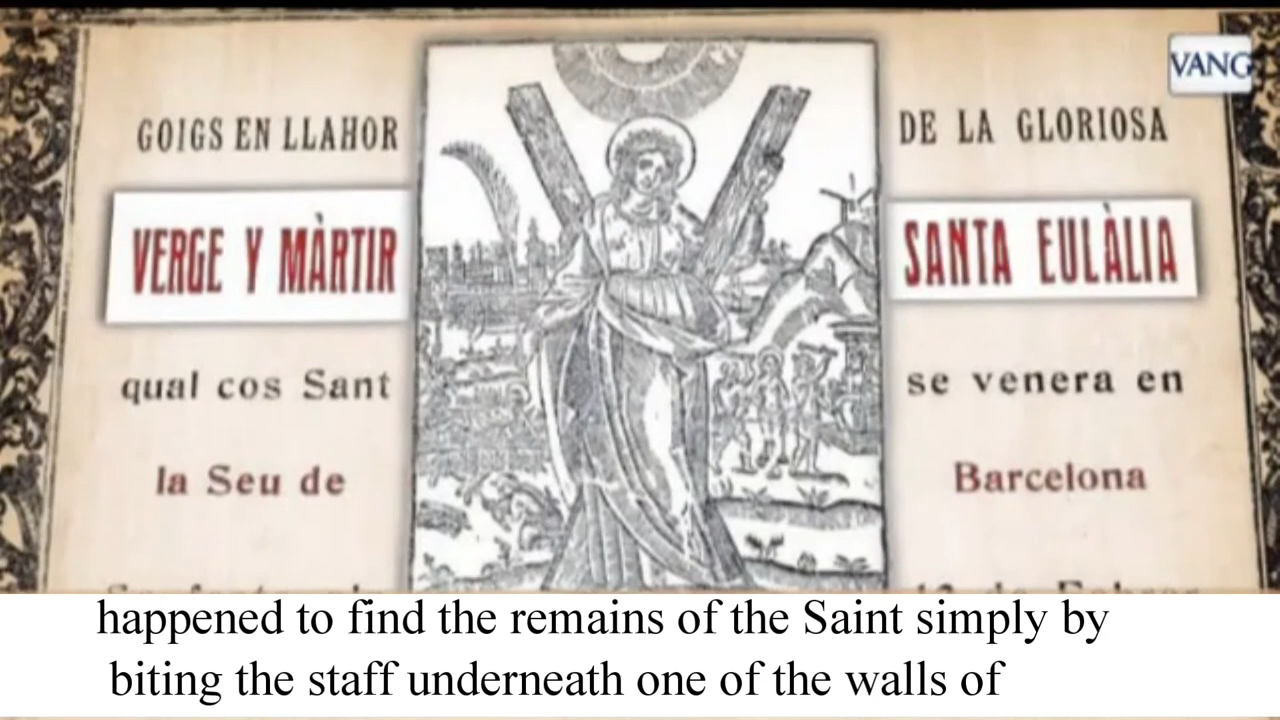 VANG
GOIGS EN LLAHOR
DE LA GLORIOSA
VERGE Y MÀRTIR
SANTA EULÀLIA
qual cos Sant
se venera en
la Seu de
Barcelona
happened to find the remains of the Saint simply by
biting the staff underneath one of the walls of